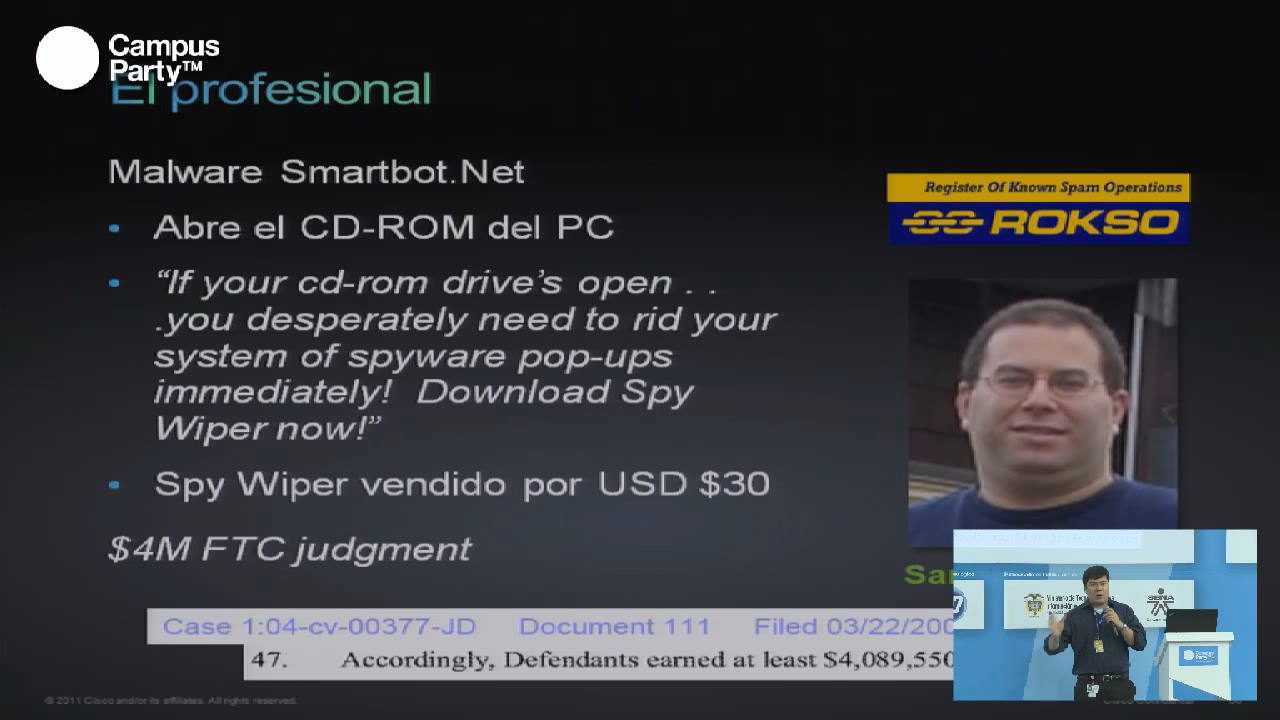 Campus
Party™
El profesional
Malware Smartbot.Net
• Abre el CD-ROM del PC
• “If your cd-rom drive’s open . .
.you desperately need to rid your
system of spyware pop-ups
immediately! Download Spy
Wiper now!”
• Spy Wiper vendido por USD $30
$4M FTC judgment
Register Of Known Spam Operations
ROKSO
Case 1:04-cv-00377-JD Document 111 Filed 03/22/200
47. Accordingly, Defendants earned at least $4,089,550
© 2011 Cisco and/or its affiliates. All rights reserved.
SENA
Campus
Party